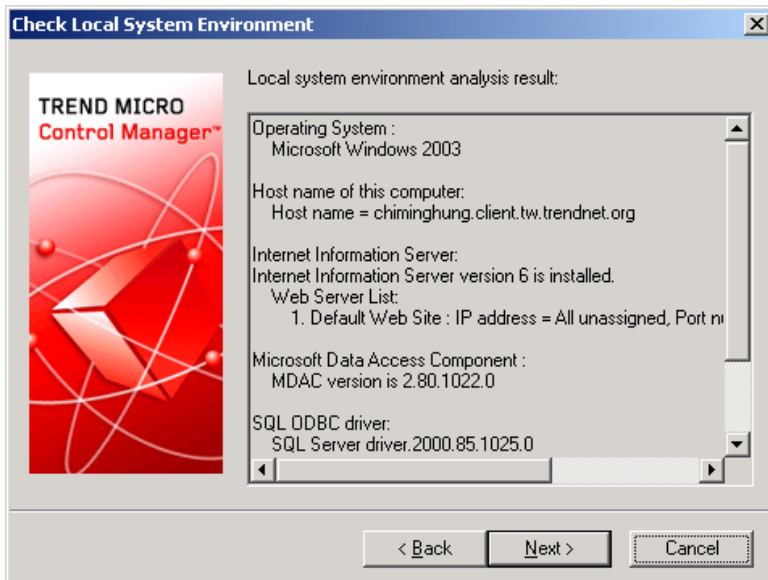 Check Local System Environment
TREND MICRO
Control Manager™
Local system environment analysis result:
Operating System :
Microsoft Windows 2003
Host name of this computer:
Host name = chiminghung.client.tw.trendnet.org
Internet Information Server:
Internet Information Server version 6 is installed.
Web Server List:
1. Default Web Site : IP address = All unassigned, Port
Microsoft Data Access Component :
MDAC version is 2.80.1022.0
SQL ODBC driver:
SQL Server driver.2000.85.1025.0
< Back
Next >
Cancel